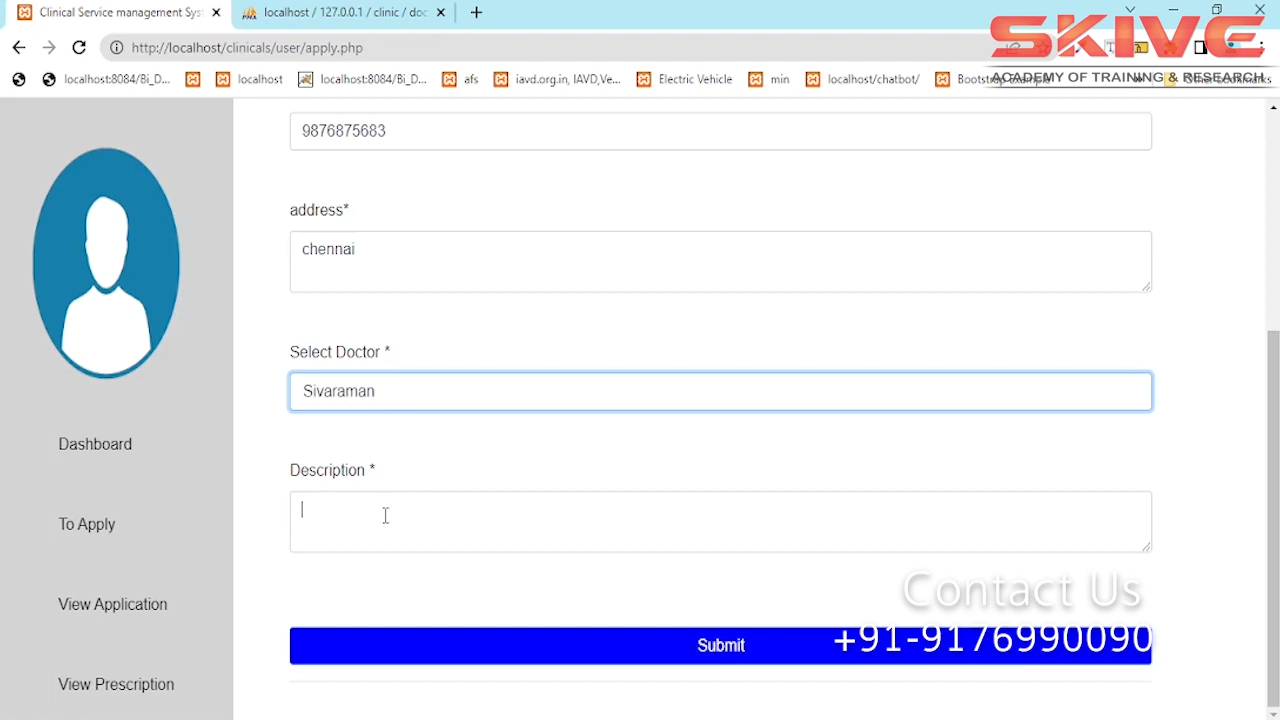 Clinical Service management Sys
localhost / 127.0.0.1 / clinic / doc
http://localhost/clinicals/user/apply.php
SKIVE
ACADEMY OF TRAINING & RESEARCH
localhost:8084/Bi_D...
localhost
localhost:8084/Bi_D...
afs
iavd.org.in, IAVD,Ve...
Electric Vehicle
min
localhost/chatbot/
9876875683
address*
chennai
Select Doctor *
Sivaraman
Description *
Dashboard
To Apply
View Application
View Prescription
Contact Us
Submit
+91-9176990090